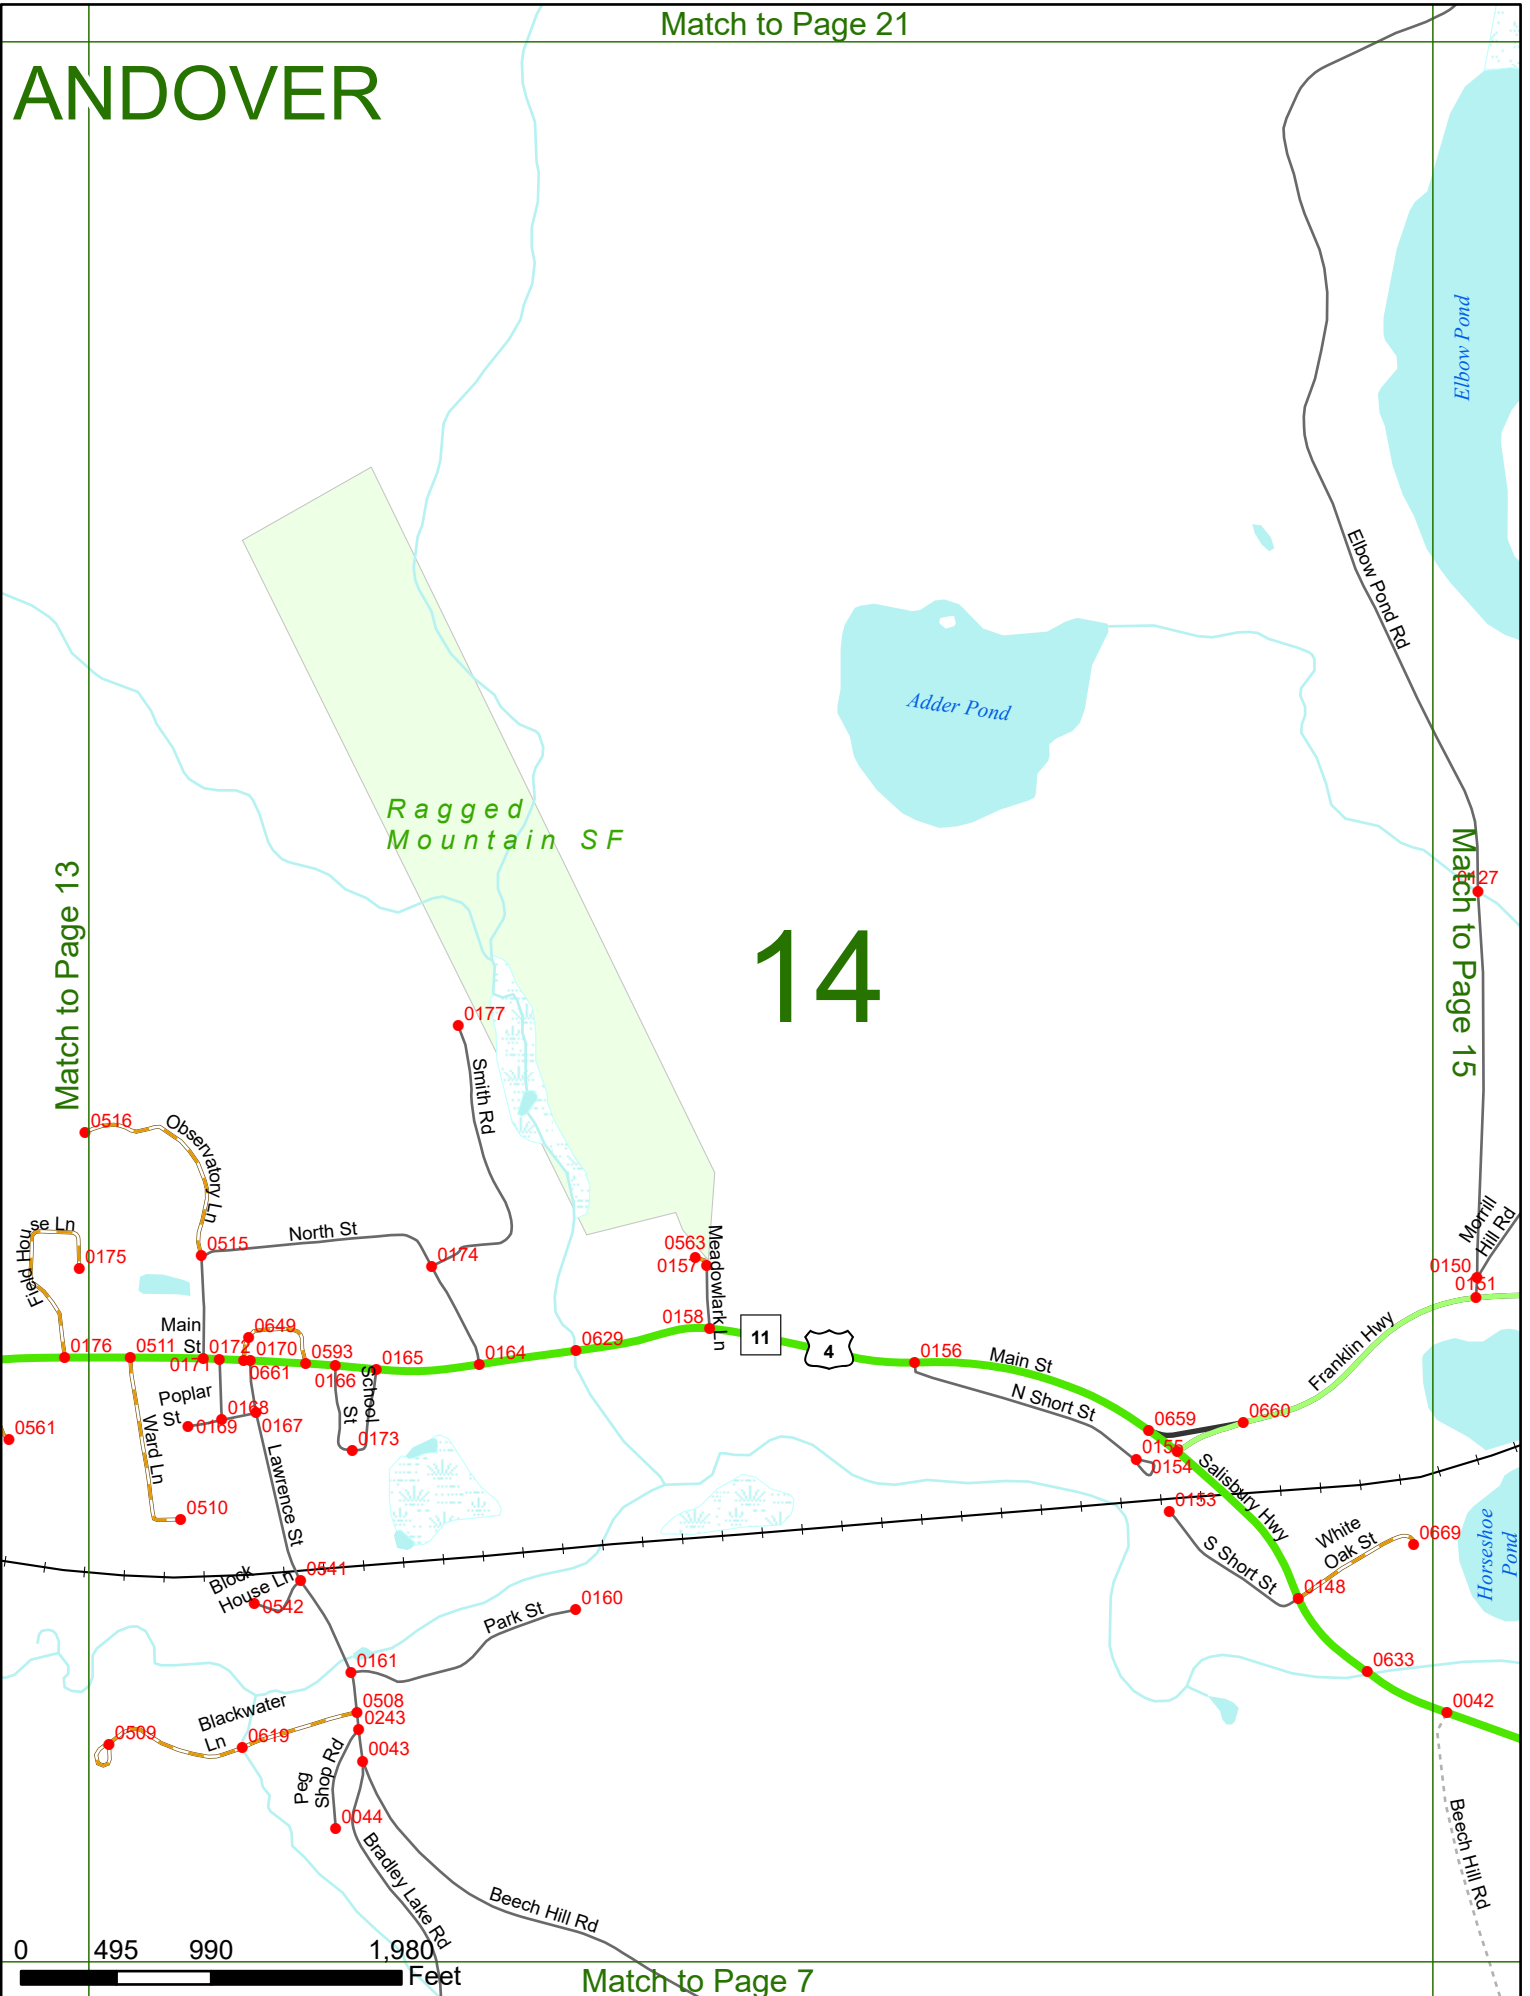 Match to Page 21
ANDOVER
Elbow Pond
Elbow Pond Rd
Adder Pond
Ragged
Mountain SF
Match to Page 13
14
Match to Page 15
0127
0177
Smith Rd
0516
Observatory Ln
se Ln
Field Hou
0175
0515
North St
0174
0563
0157
Meadowlark Ln
Morrill
Hill Rd
0150
0151
Main
St
0649
0158
11
4
0629
0176
0511
0171
0172
0170
0661
0593
0166
0165
0164
0156
Main St
N Short St
Franklin Hwy
School
St
Poplar
St
0168
0169
0167
0173
0561
Ward Ln
Lawrence St
0659
0660
0155
0154
Salisbury Hwy
0510
0153
White
Oak St
0669
Horseshoe
Pond
0541
Block
House Ln
0542
S Short St
0148
Park St
0160
0161
0633
0042
0508
0243
Blackwater
Ln
0509
0619
0043
Peg
Shop Rd
0044
Bradley Lake Rd
Beech Hill Rd
Beech Hill Rd
0 495 990 1,980
Feet
Match to Page 7